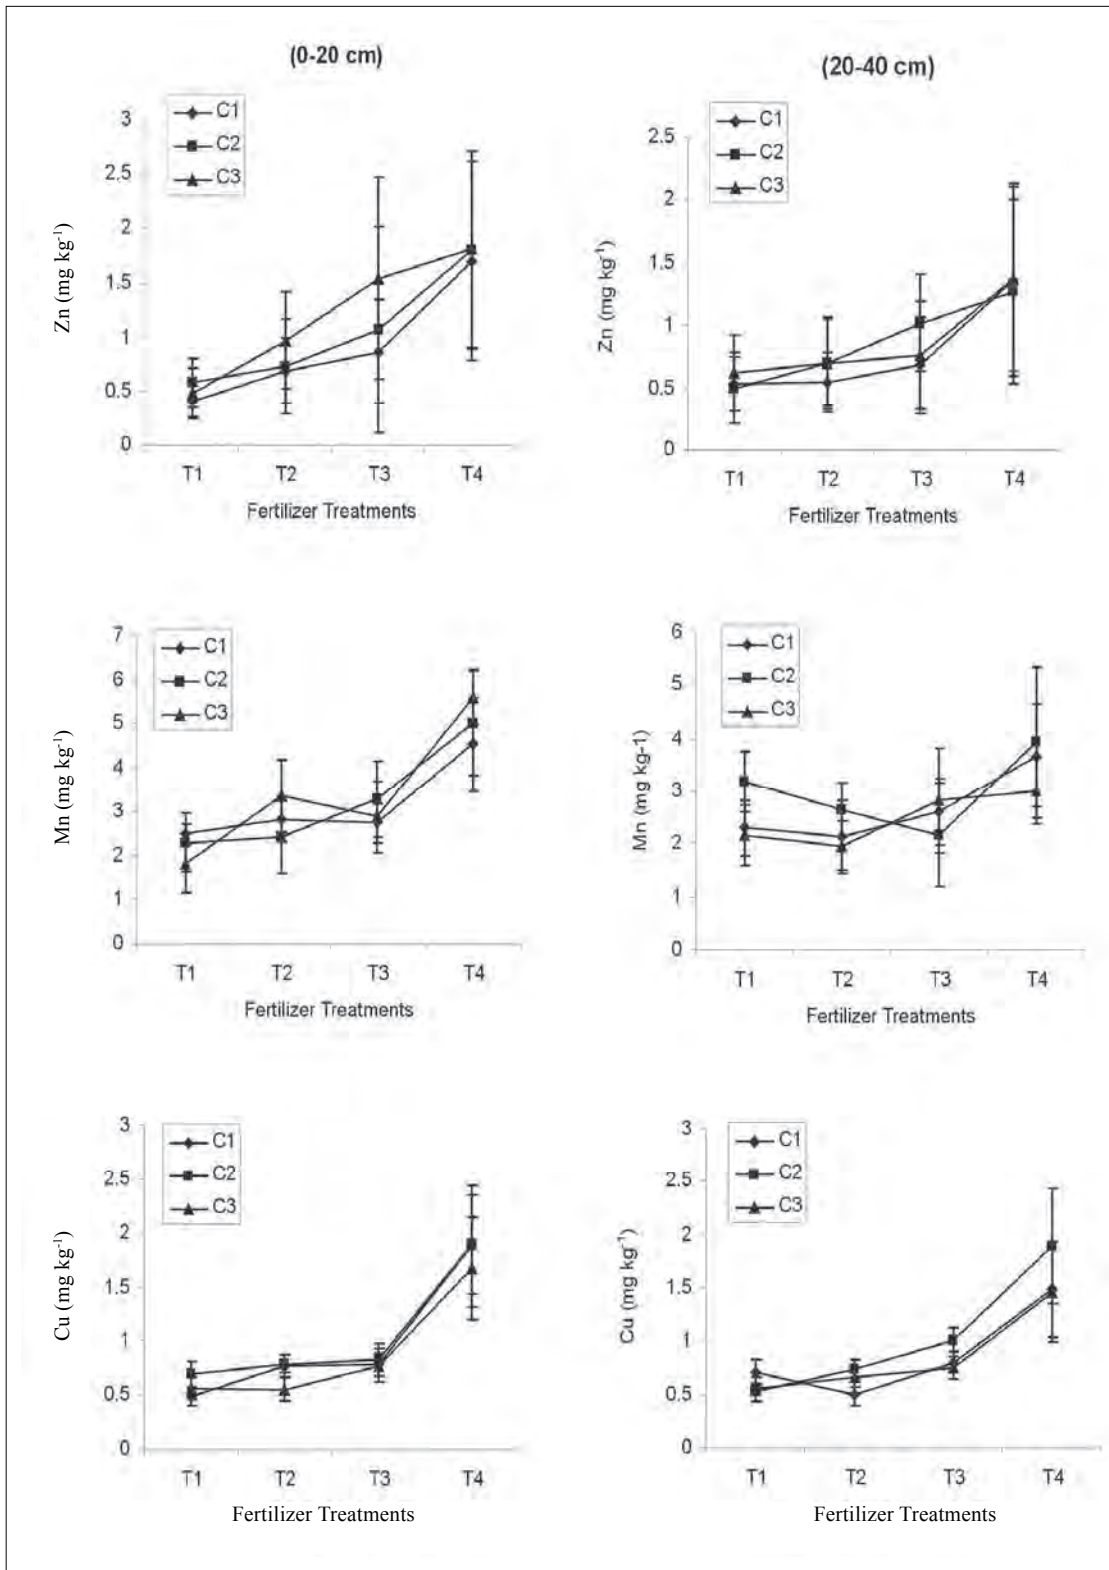 (0-20 cm)
C1
C2
C3
3
2.5
2
1.5
1
0.5
0
Zn (mg kg-1)
T1 T2 T3 T4
Fertilizer Treatments
(20-40 cm)
C1
C2
C3
2.5
2
1.5
1
0.5
0
Zn (mg kg-1)
T1 T2 T3 T4
Fertilizer Treatments
C1
C2
C3
7
6
5
4
3
2
1
0
Mn (mg kg-1)
T1 T2 T3 T4
Fertilizer Treatments
C1
C2
C3
6
5
4
3
2
1
0
Mn (mg kg-1)
T1 T2 T3 T4
Fertilizer Treatments
C1
C2
C3
3
2.5
2
1.5
1
0.5
0
Cu (mg kg-1)
T1 T2 T3 T4
Fertilizer Treatments
C1
C2
C3
3
2.5
2
1.5
1
0.5
0
Cu (mg kg-1)
T1 T2 T3 T4
Fertilizer Treatments